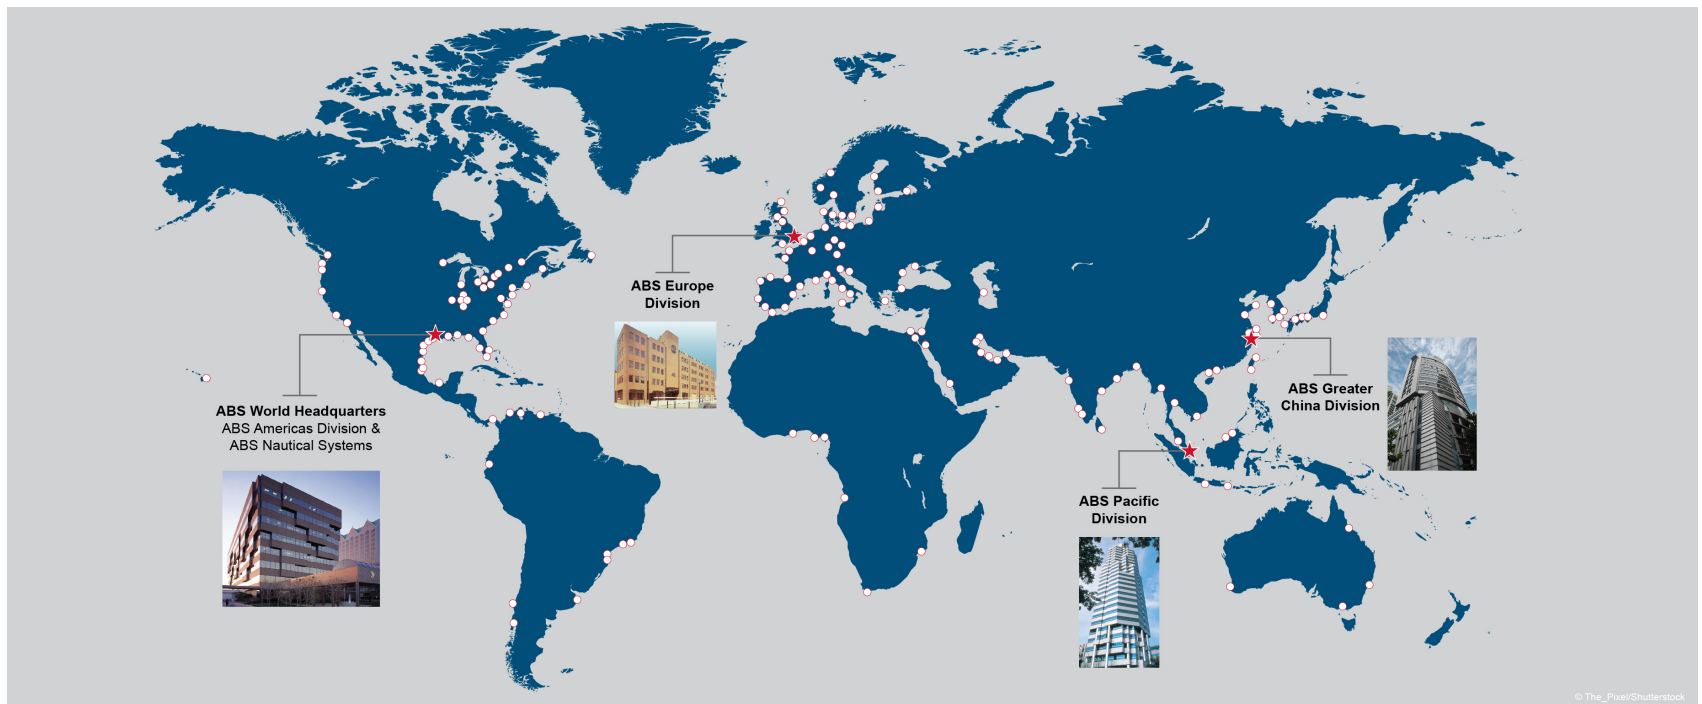 ABS Europe
Division
ABS World Headquarters
ABS Americas Division &
ABS Nautical Systems
ABS Greater
China Division
ABS Pacific
Division
© The_Pixel/Shutterstock